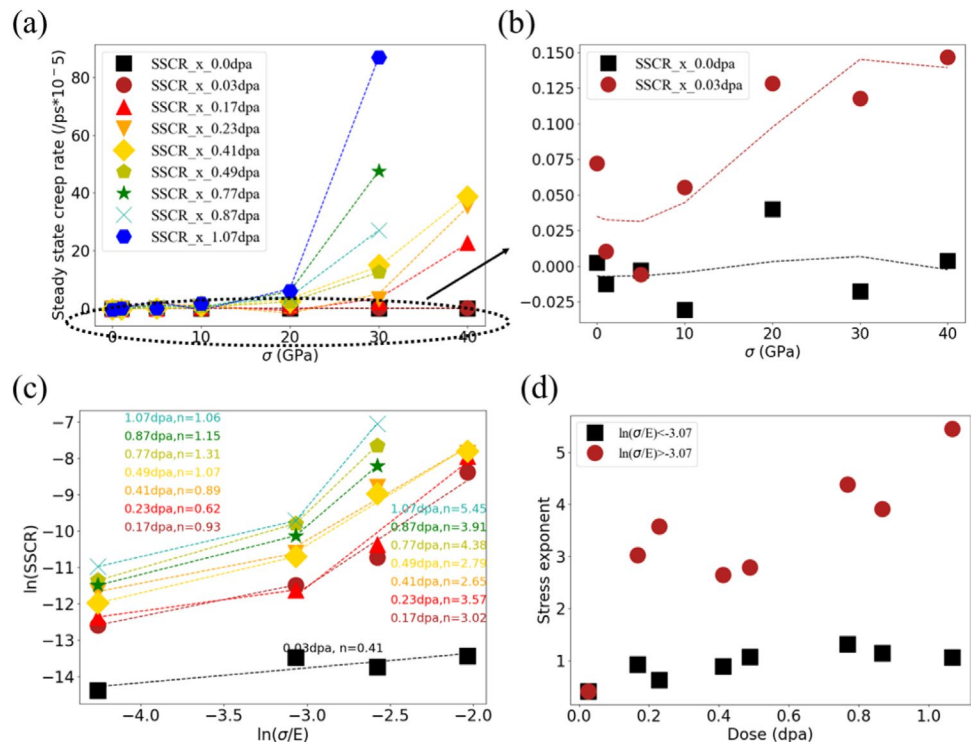 (a)
Steady state creep rate (/ps*10⁻⁵)
80
60
40
20
0
SSCR_x_0.0dpa
SSCR_x_0.03dpa
SSCR_x_0.17dpa
SSCR_x_0.23dpa
SSCR_x_0.41dpa
SSCR_x_0.49dpa
SSCR_x_0.77dpa
SSCR_x_0.87dpa
SSCR_x_1.07dpa
0 10 20 30 40
σ (GPa)
(b)
0.150
0.125
0.100
0.075
0.050
0.025
0.000
−0.025
SSCR_x_0.0dpa
SSCR_x_0.03dpa
0 10 20 30 40
σ (GPa)
(c)
ln(SSCR)
−7
−8
−9
−10
−11
−12
−13
−14
1.07dpa,n=1.06
0.87dpa,n=1.15
0.77dpa,n=1.31
0.49dpa,n=1.07
0.41dpa,n=0.89
0.23dpa,n=0.62
0.17dpa,n=0.93
1.07dpa,n=5.45
0.87dpa,n=3.91
0.77dpa,n=4.38
0.49dpa,n=2.79
0.41dpa,n=2.65
0.23dpa,n=3.57
0.17dpa,n=3.02
0.03dpa, n=0.41
−4.0 −3.5 −3.0 −2.5 −2.0
ln(σ/E)
(d)
Stress exponent
5
4
3
2
1
ln(σ/E)<-3.07
ln(σ/E)>-3.07
0.0 0.2 0.4 0.6 0.8 1.0
Dose (dpa)